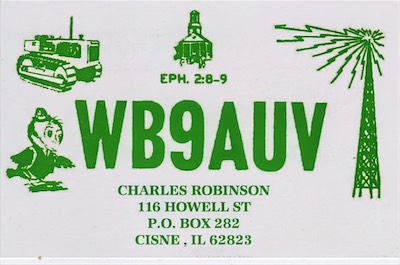 EPH. 2:8-9
WB9AUV
CHARLES ROBINSON
116 HOWELL ST
P.O. BOX 282
CISNE , IL 62823